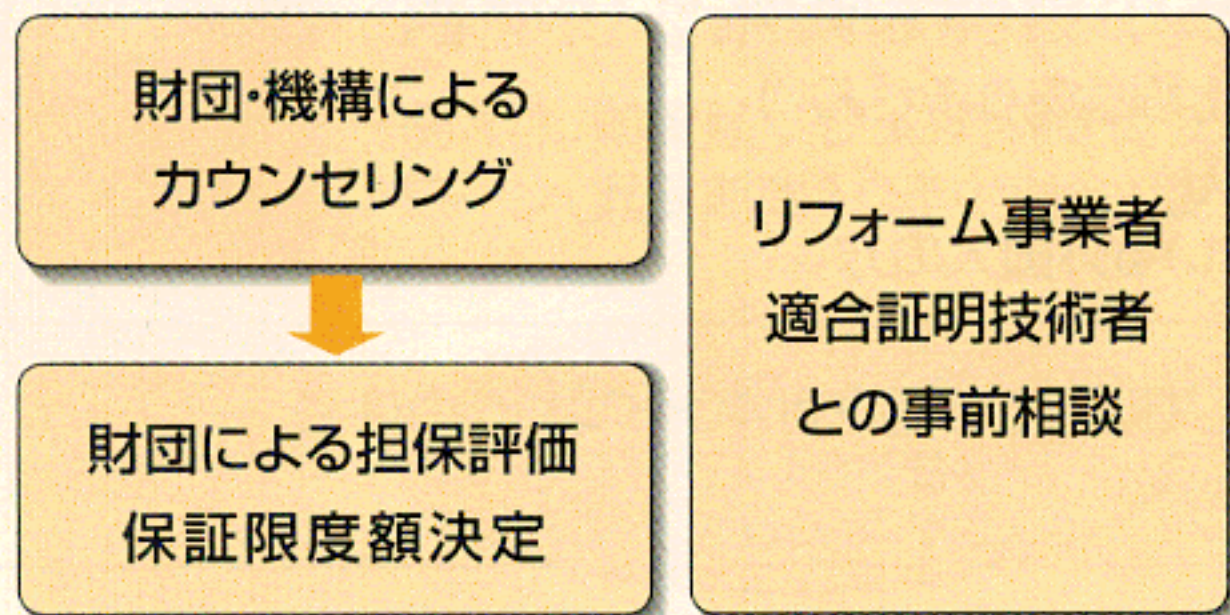 財団・機構による
カウンセリング
財団による担保評価
保証限度額決定
リフォーム事業者
適合証明技術者
との事前相談